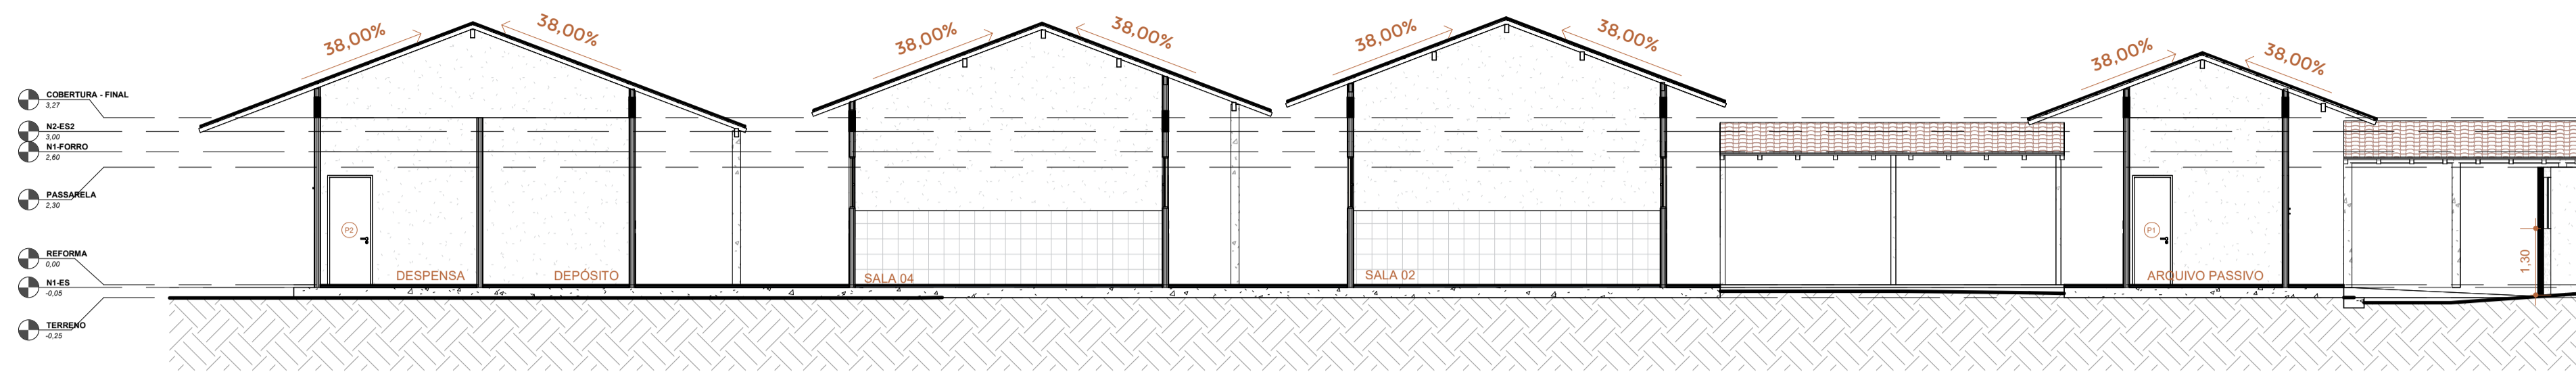 38,00%
38,00%
38,00%
38,00%
38,00%
38,00%
38,00%
38,00%
COBERTURA - FINAL
3,27
N2-ES2
3,00
N1-FORRO
2,60
PASSARELA
2,30
REFORMA
0,00
N1-ES
-0,05
TERRENO
-0,25
P2
DESPENSA
DEPÓSITO
SALA 04
SALA 02
P1
ARQUIVO PASSIVO
1,30